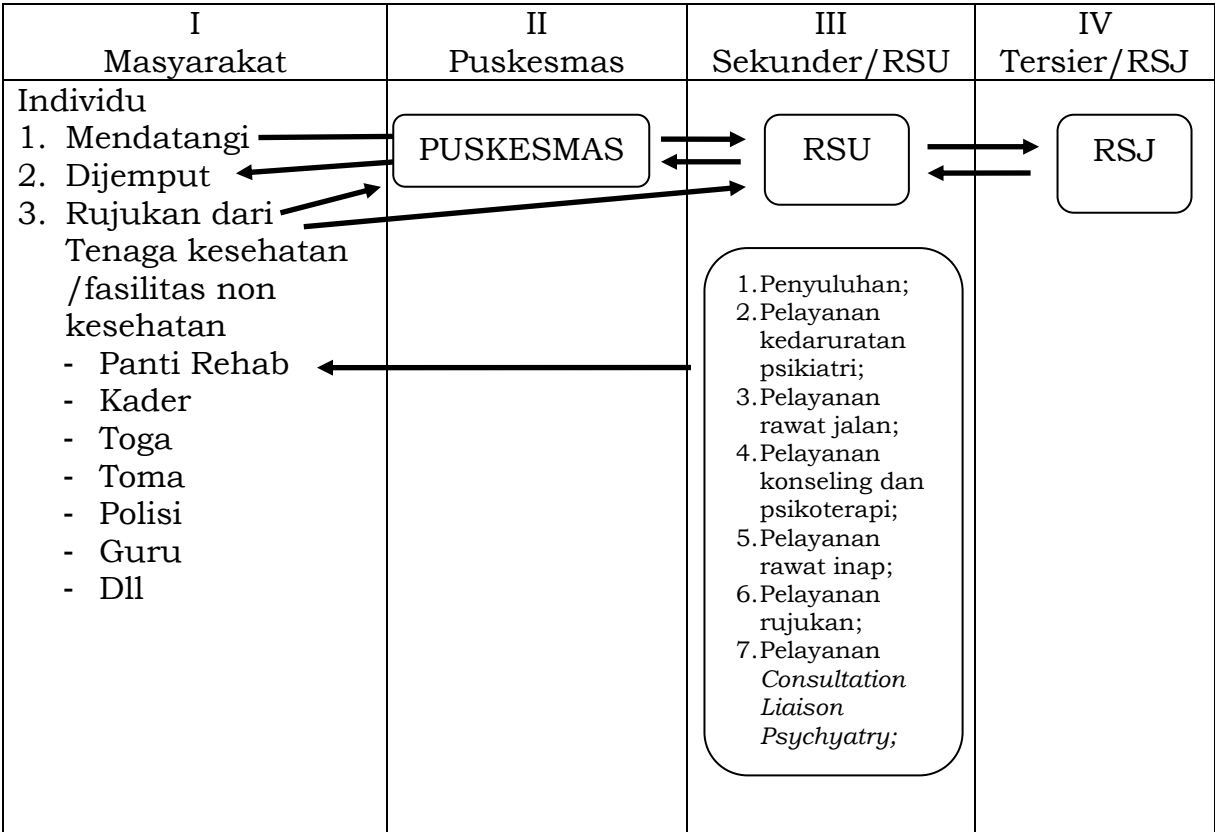 I
Masyarakat
II
Puskesmas
III
Sekunder/RSU
IV
Tersier/RSJ
Individu
1. Mendatangi
2. Dijemput
3. Rujukan dari
Tenaga kesehatan
/fasilitas non
kesehatan
- Panti Rehab
- Kader
- Toga
- Toma
- Polisi
- Guru
- Dll
PUSKESMAS
RSU
RSJ
1.Penyuluhan;
2.Pelayanan
kedaruratan
psikiatri;
3.Pelayanan
rawat jalan;
4.Pelayanan
konseling dan
psikoterapi;
5.Pelayanan
rawat inap;
6.Pelayanan
rujukan;
7.Pelayanan
Consultation
Liaison
Psychyatry;